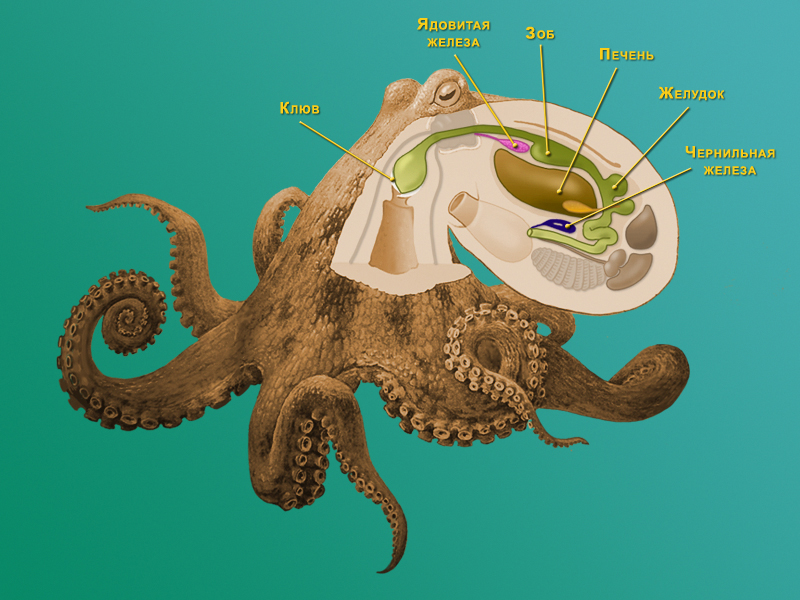 Ядовитая
железа
Зоб
Печень
Клюв
Желудок
Чернильная
железа